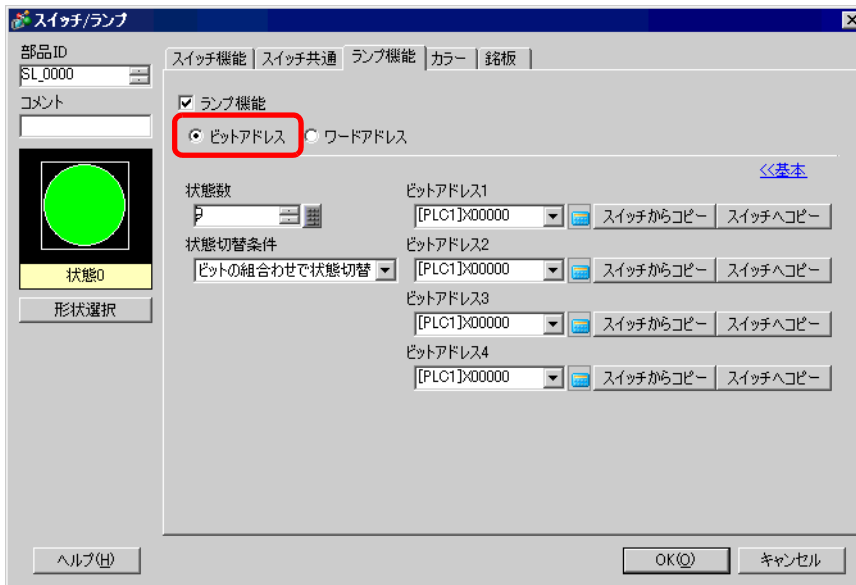 スイッチ/ランプ
部品ID
SL_0000
コメント
状態0
形状選択
スイッチ機能 スイッチ共通 ランプ機能 カラー 銘板
ランプ機能
ビットアドレス ワードアドレス
<<基本
状態数
状態切替条件
ビットの組合わせで状態切替
ビットアドレス1
[PLC1]X00000 スイッチからコピー スイッチへコピー
ビットアドレス2
[PLC1]X00000 スイッチからコピー スイッチへコピー
ビットアドレス3
[PLC1]X00000 スイッチからコピー スイッチへコピー
ビットアドレス4
[PLC1]X00000 スイッチからコピー スイッチへコピー
ヘルプ(H) OK(O) キャンセル